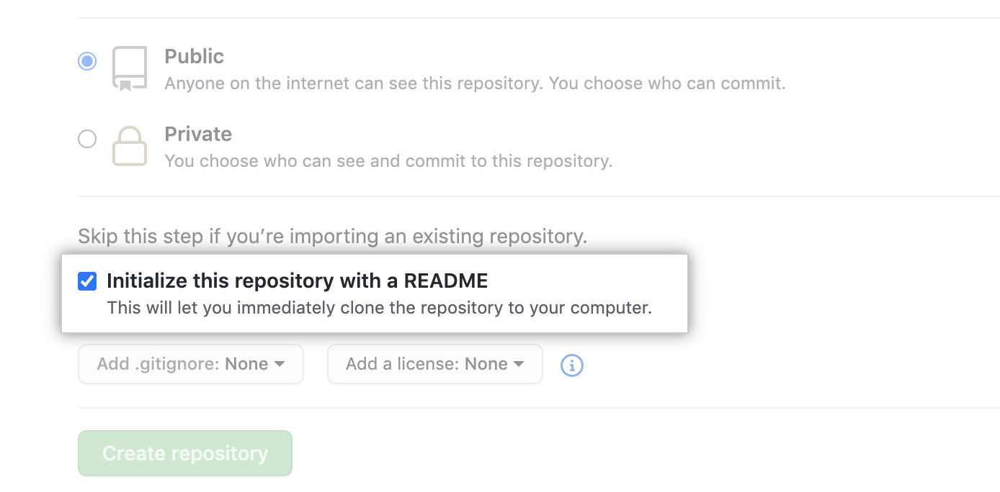 Public
Anyone on the internet can see this repository. You choose who can commit.
Private
You choose who can see and commit to this repository.
Skip this step if you’re importing an existing repository.
Initialize this repository with a README
This will let you immediately clone the repository to your computer.
Add .gitignore: None Add a license: None
Create repository